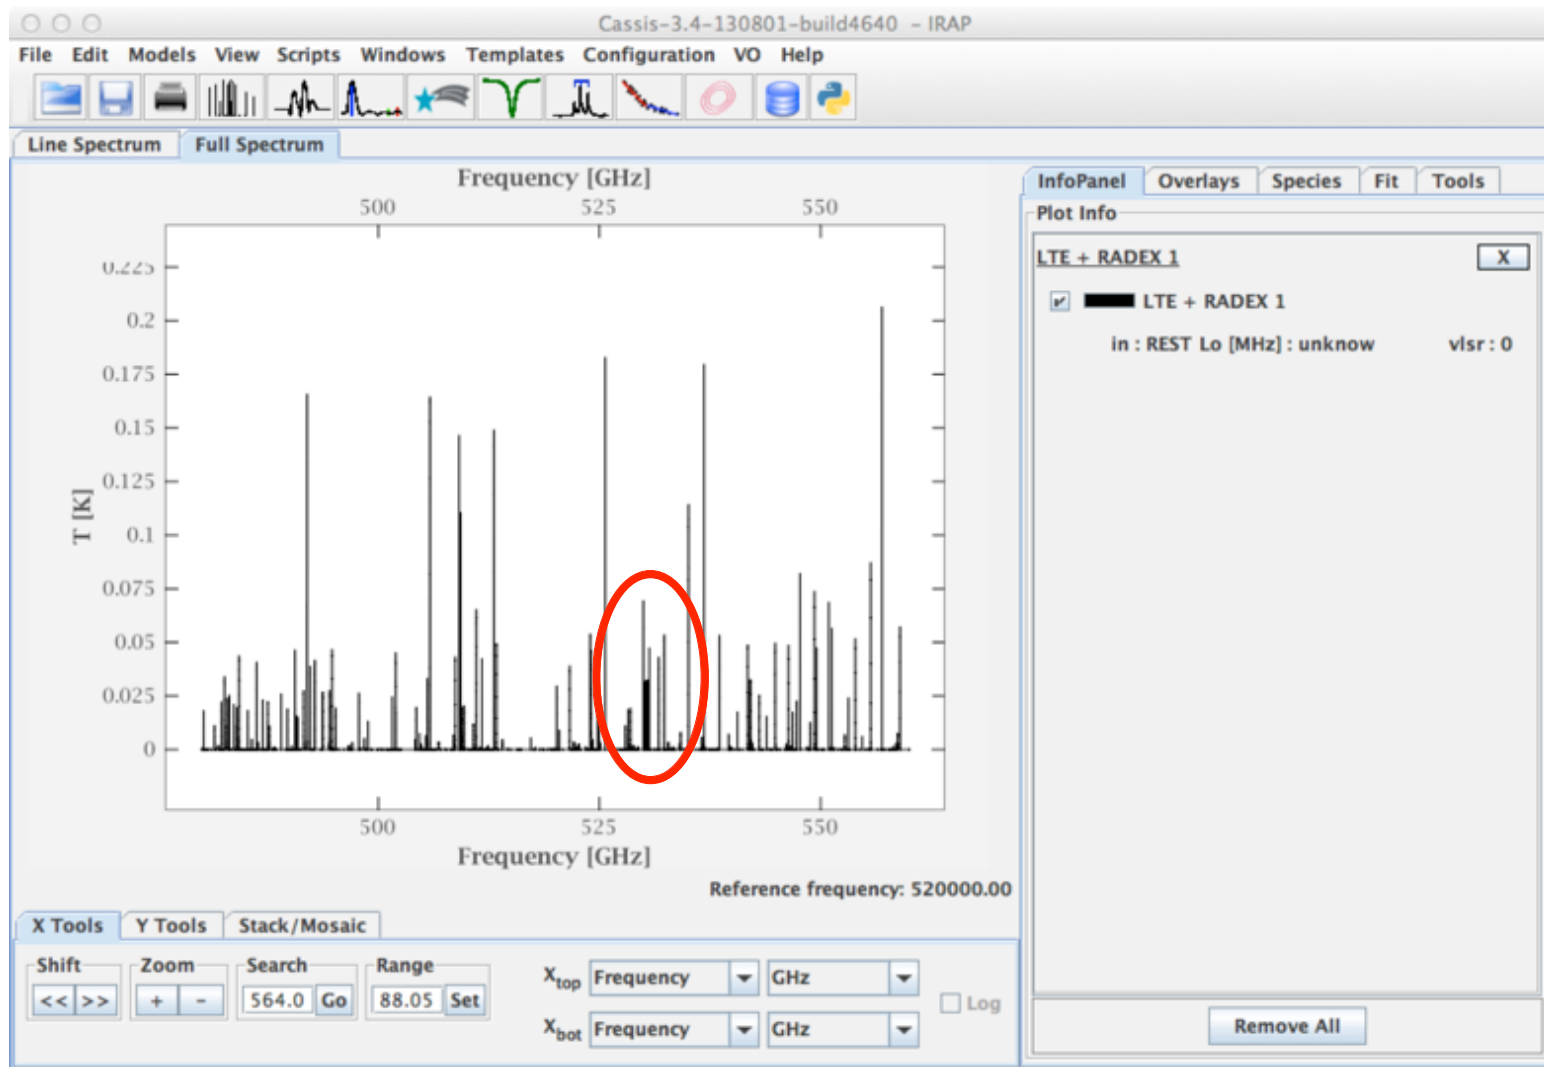 Cassis-3.4-130801-build4640 - IRAP
File Edit Models View Scripts Windows Templates Configuration VO Help
Line Spectrum Full Spectrum
Frequency [GHz]
500 525 550
0.225
0.2
0.175
0.15
0.125
0.1
0.075
0.05
0.025
0
T [K]
500 525 550
Frequency [GHz]
Reference frequency: 520000.00
InfoPanel Overlays Species Fit Tools
Plot Info
LTE + RADEX 1 X
LTE + RADEX 1
in : REST Lo [MHz] : unknow vlsr : 0
Remove All
X Tools Y Tools Stack/Mosaic
Shift Zoom Search Range
<< >> + - 564.0 Go 88.05 Set
Xtop Frequency GHz
Log
Xbot Frequency GHz